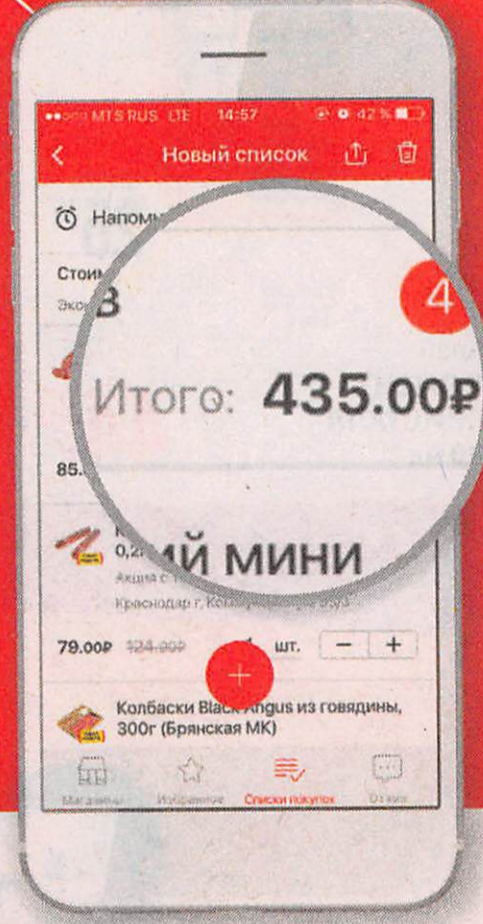 MTS RUS LTE 14:57 42%
Новый список
Напом
Стоим
Эко
В
4
Итого: 435.00₽
85.
0,2
ИЙ МИНИ
Акция с
Краснодар г,
79.00₽ 124.00₽ шт. − +
+
Колбаски Black Angus из говядины,
300г (Брянская МК)
Магазины Избранное Списки покупок